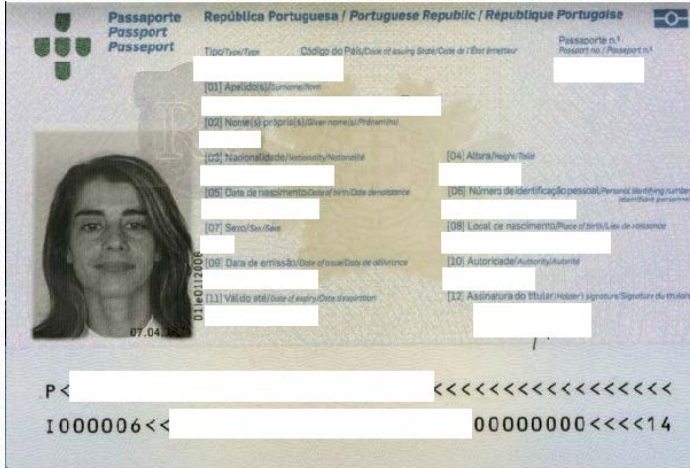 Passaporte
Passport
Passeport
República Portuguesa / Portuguese Republic / République Portugaise
Tipo/Type/Type Código do País/Code of issuing State/Code de l'État émetteur
Passaporte n.º
Passport no. / Passeport n.º
[01] Apelido(s)/Surname/Nom
[02] Nome(s) próprio(s)/Given name(s)/Prénom(s)
[03] Nacionalidade/Nationality/Nationalité
[04] Altura/Height/Taille
[05] Data de nascimento/Date of birth/Date de naissance
[06] Número de identificação pessoal/Personal identifying number
[07] Sexo/Sex/Sexe
[08] Local de nascimento/Place of birth/Lieu de naissance
[09] Data de emissão/Date of issue/Date de délivrance
[10] Autoridade/Authority/Autorité
[11] Válido até/Date of expiry/Date d'expiration
[12] Assinatura do titular/Holder's signature/Signature du titulaire
P< <<<<<<<<<<<<<<<<<
I000006<< 00000000<<<<14